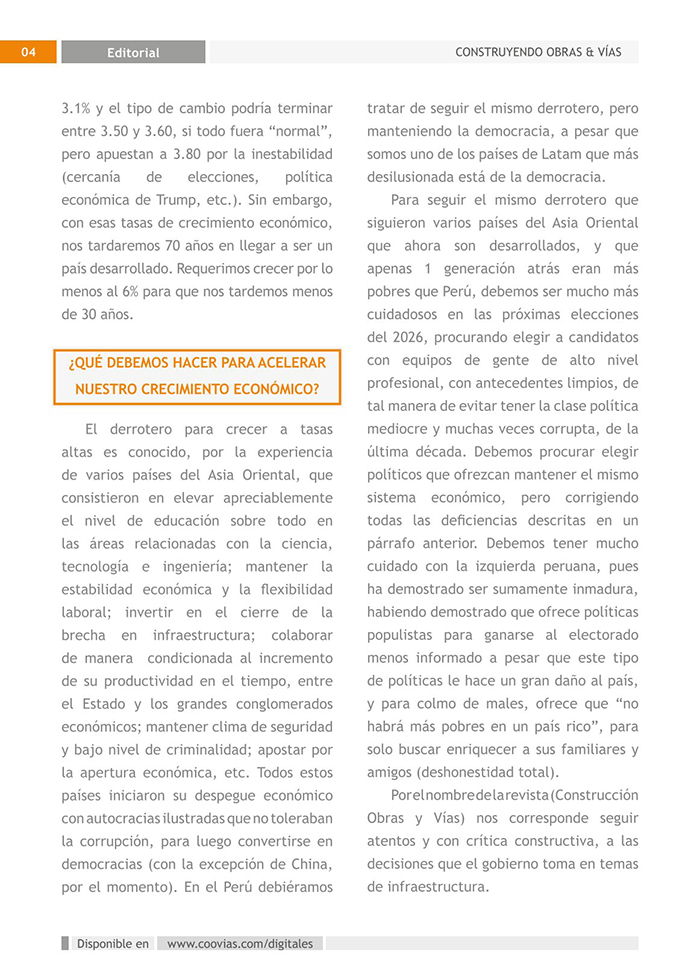 04
Editorial
CONSTRUYENDO OBRAS & VÍAS
3.1% y el tipo de cambio podría terminar
entre 3.50 y 3.60, si todo fuera “normal”,
pero apuestan a 3.80 por la inestabilidad
(cercanía de elecciones, política
económica de Trump, etc.). Sin embargo,
con esas tasas de crecimiento económico,
nos tardaremos 70 años en llegar a ser un
país desarrollado. Requerimos crecer por lo
menos al 6% para que nos tardemos menos
de 30 años.
¿QUÉ DEBEMOS HACER PARA ACELERAR
NUESTRO CRECIMIENTO ECONÓMICO?
El derrotero para crecer a tasas
altas es conocido, por la experiencia
de varios países del Asia Oriental, que
consistieron en elevar apreciablemente
el nivel de educación sobre todo en
las áreas relacionadas con la ciencia,
tecnología e ingeniería; mantener la
estabilidad económica y la flexibilidad
laboral; invertir en el cierre de la
brecha en infraestructura; colaborar
de manera condicionada al incremento
de su productividad en el tiempo, entre
el Estado y los grandes conglomerados
económicos; mantener clima de seguridad
y bajo nivel de criminalidad; apostar por
la apertura económica, etc. Todos estos
países iniciaron su despegue económico
con autocracias ilustradas que no toleraban
la corrupción, para luego convertirse en
democracias (con la excepción de China,
por el momento). En el Perú debiéramos
tratar de seguir el mismo derrotero, pero
manteniendo la democracia, a pesar que
somos uno de los países de Latam que más
desilusionada está de la democracia.
Para seguir el mismo derrotero que
siguieron varios países del Asia Oriental
que ahora son desarrollados, y que
apenas 1 generación atrás eran más
pobres que Perú, debemos ser mucho más
cuidadosos en las próximas elecciones
del 2026, procurando elegir a candidatos
con equipos de gente de alto nivel
profesional, con antecedentes limpios, de
tal manera de evitar tener la clase política
mediocre y muchas veces corrupta, de la
última década. Debemos procurar elegir
políticos que ofrezcan mantener el mismo
sistema económico, pero corrigiendo
todas las deficiencias descritas en un
párrafo anterior. Debemos tener mucho
cuidado con la izquierda peruana, pues
ha demostrado ser sumamente inmadura,
habiendo demostrado que ofrece políticas
populistas para ganarse al electorado
menos informado a pesar que este tipo
de políticas le hace un gran daño al país,
y para colmo de males, ofrece que “no
habrá más pobres en un país rico”, para
solo buscar enriquecer a sus familiares y
amigos (deshonestidad total).
Por el nombre de la revista (Construcción
Obras y Vías) nos corresponde seguir
atentos y con crítica constructiva, a las
decisiones que el gobierno toma en temas
de infraestructura.
Disponible en www.coovias.com/digitales